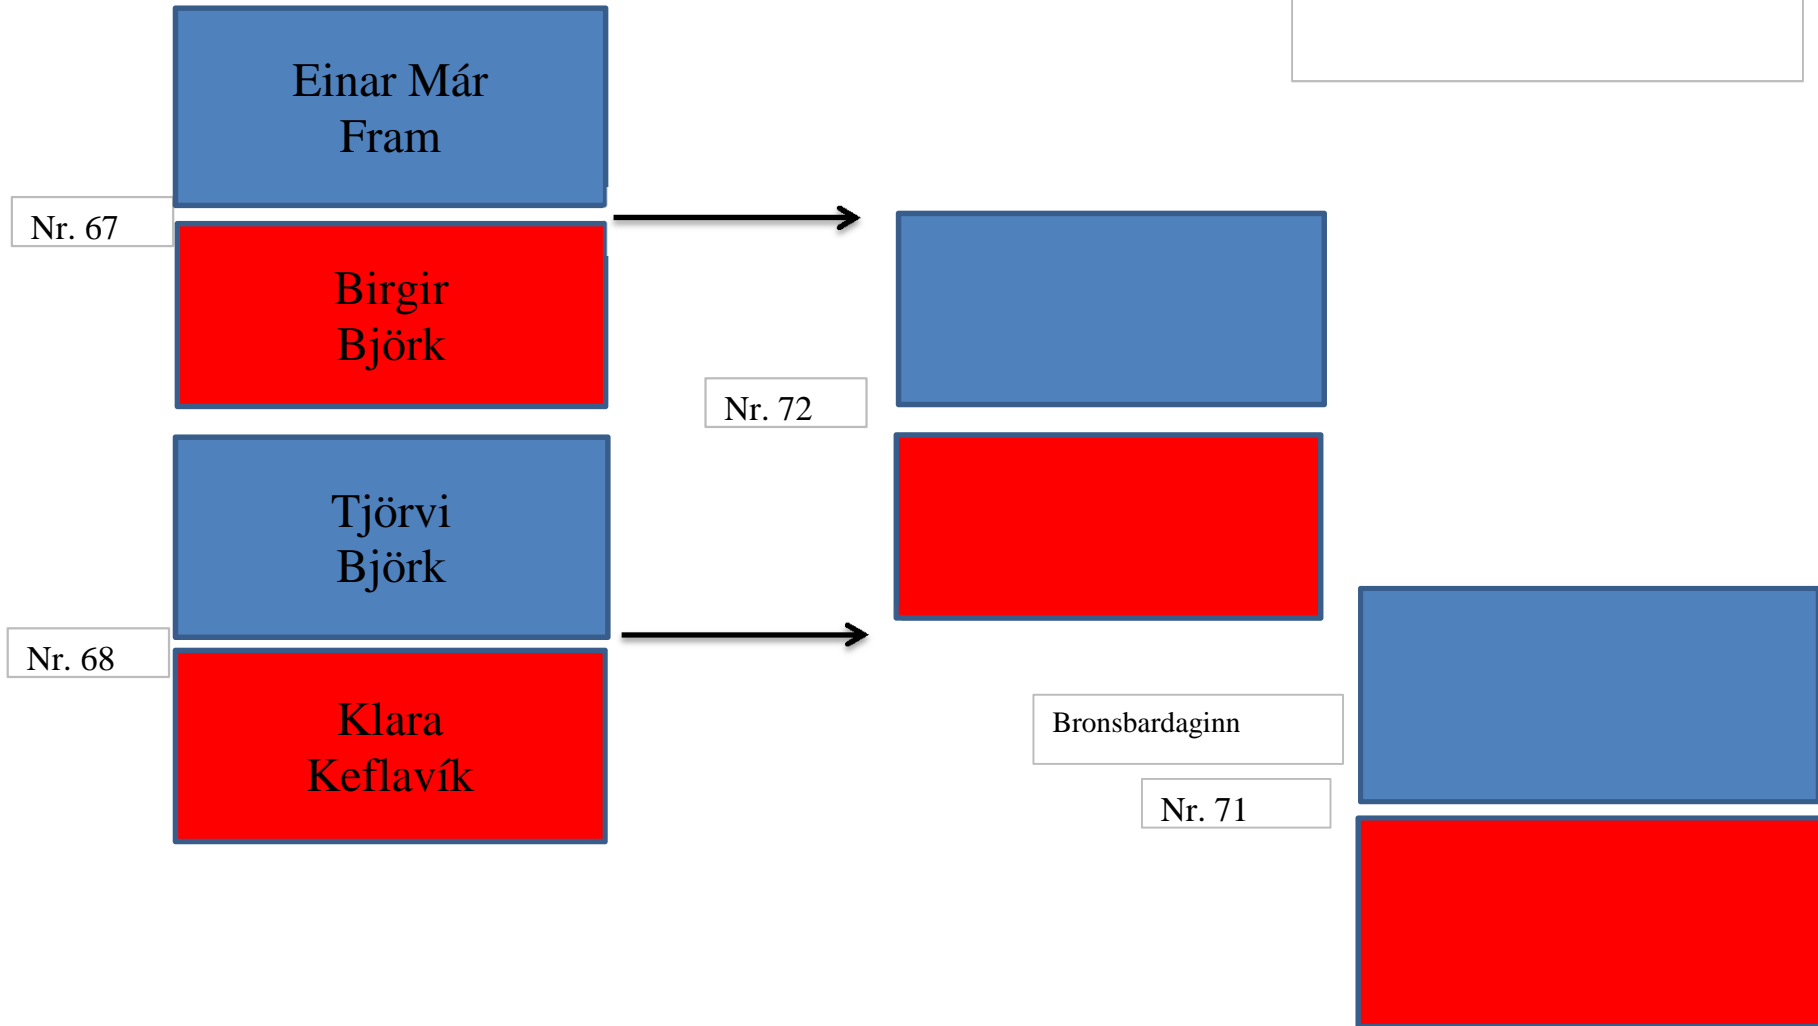 Einar Már
Fram
Nr. 67
Birgir
Björk
Nr. 72
Tjörvi
Björk
Nr. 68
Klara
Keflavík
Bronsbardaginn
Nr. 71